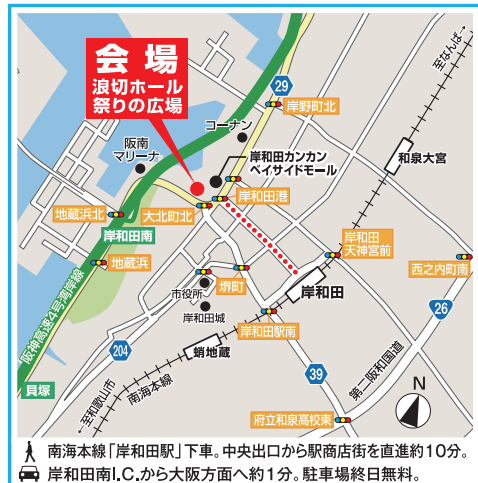 会場
浪切ホール
祭りの広場
至なんば→
29
岸野町北
コーナン
阪南
マリーナ
岸和田カンカン
ベイサイドモール
和泉大宮
地蔵浜北
大北町北
岸和田港
岸和田南
地蔵浜
岸和田
天神宮前
西之内町南
阪神高速4号湾岸線
市役所
堺町
岸和田
岸和田城
岸和田駅南
26
204
蛸地蔵
第二阪和国道
貝塚
←至和歌山市
南海本線
39
N
府立和泉高校東
南海本線「岸和田駅」下車。中央出口から駅商店街を直進約10分。
岸和田南I.C.から大阪方面へ約1分。駐車場終日無料。